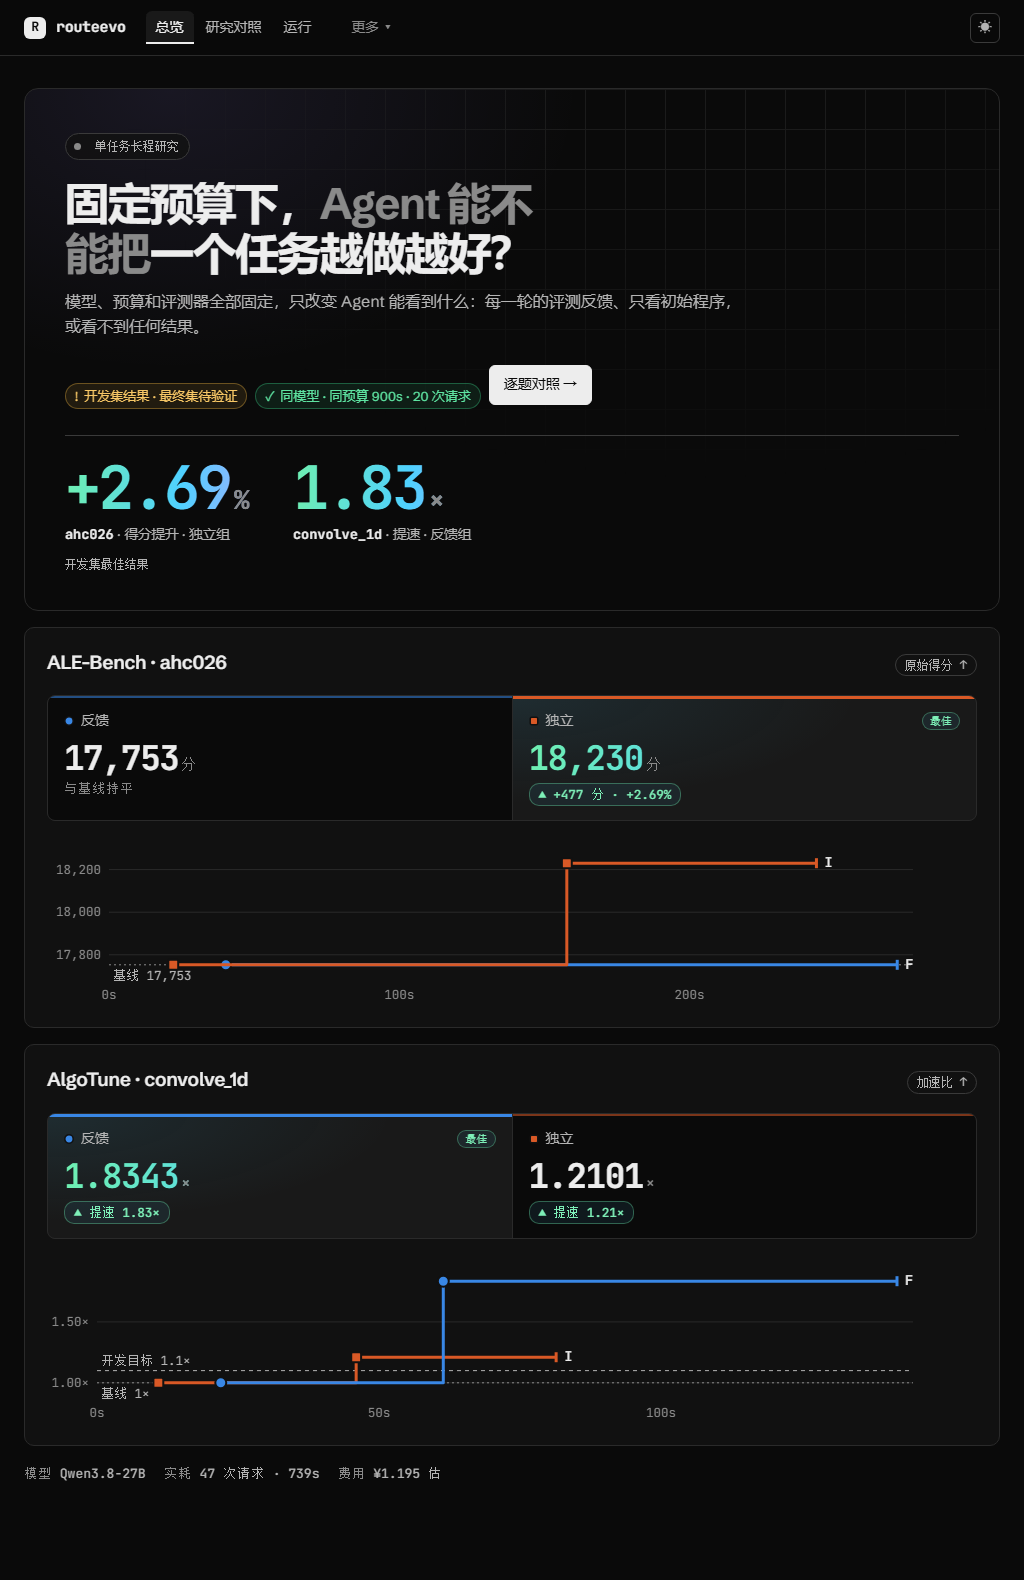 R routeevo 总览 研究对照 运行 更多 ▾
单任务长程研究
固定预算下，Agent 能不
能把一个任务越做越好？
模型、预算和评测器全部固定，只改变 Agent 能看到什么：每一轮的评测反馈、只看初始程序，
或看不到任何结果。
! 开发集结果 · 最终集待验证 ✓ 同模型 · 同预算 900s · 20 次请求 逐题对照 →
+2.69% 1.83×
ahc026 · 得分提升 · 独立组 convolve_1d · 提速 · 反馈组
开发集最佳结果
ALE-Bench · ahc026 原始得分 ↑
反馈 独立 最佳
17,753 分 18,230 分
与基线持平 ▲ +477 分 · +2.69%
18,200 I
18,000
17,800
F
基线 17,753
0s 100s 200s
AlgoTune · convolve_1d 加速比 ↑
反馈 最佳 独立
1.8343× 1.2101×
▲ 提速 1.83× ▲ 提速 1.21×
F
1.50×
开发目标 1.1× I
1.00×
基线 1×
0s 50s 100s
模型 Qwen3.8-27B 实耗 47 次请求 · 739s 费用 ¥1.195 估